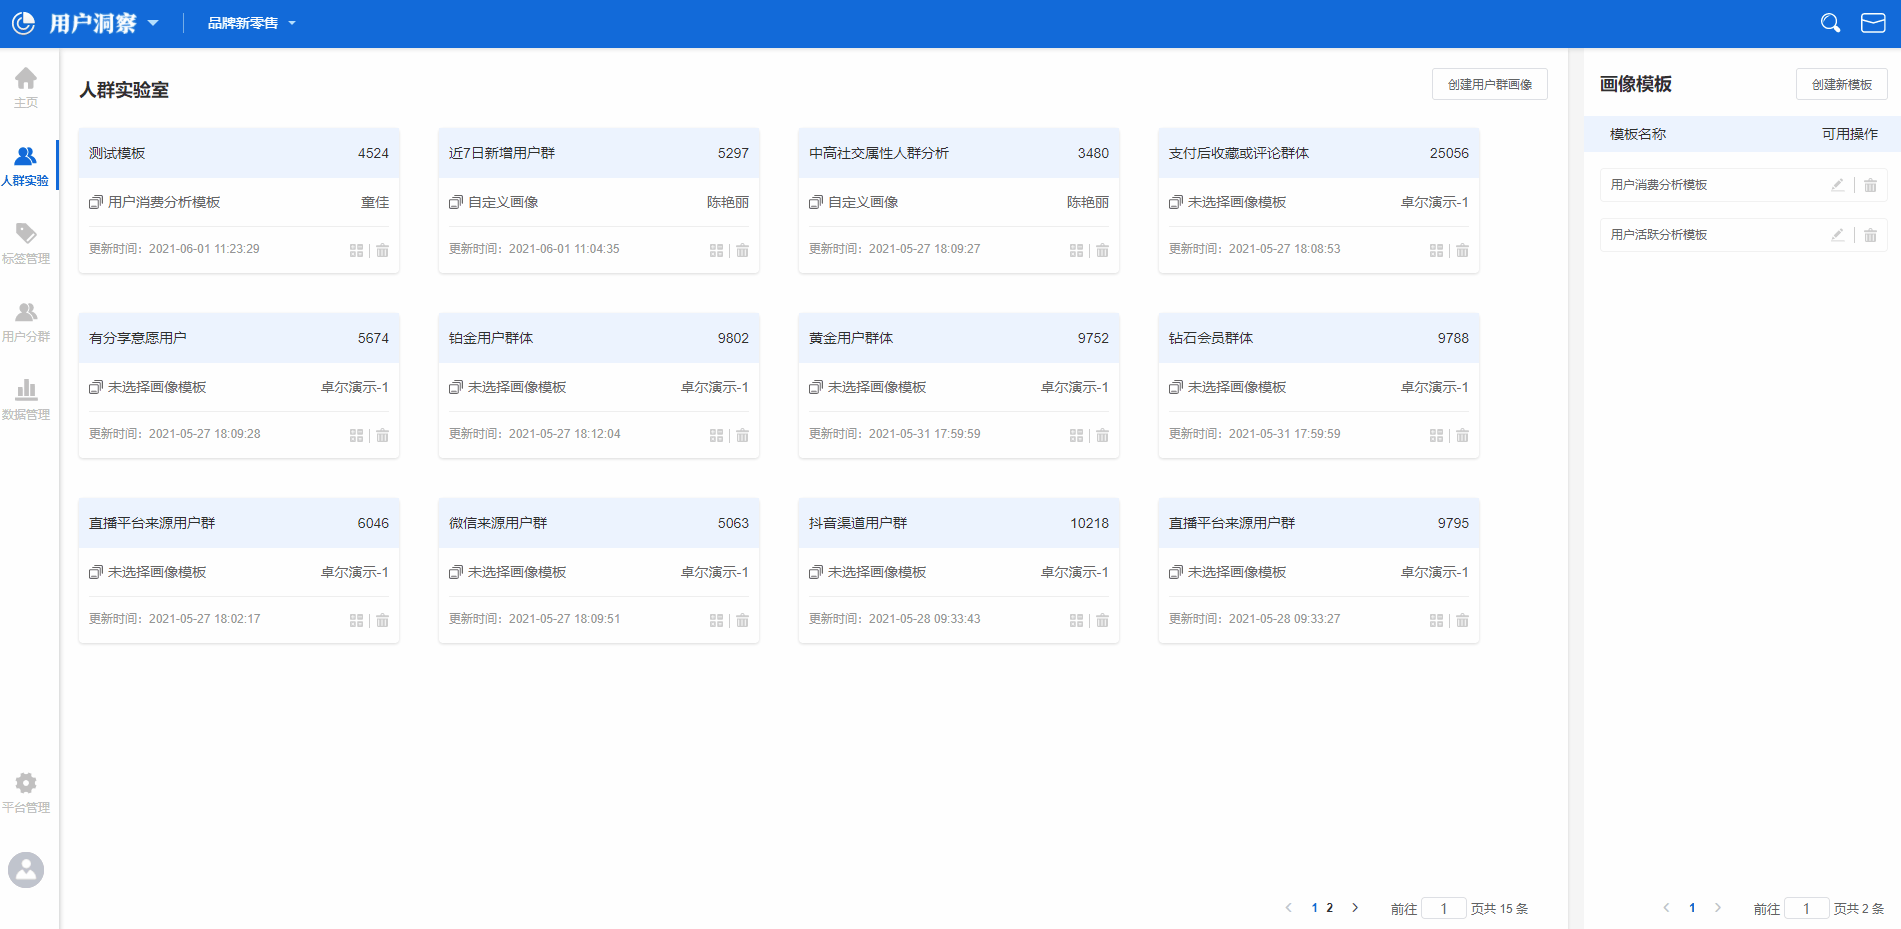 用户洞察
品牌新零售
主页
人群实验
标签管理
用户分群
数据管理
平台管理
人群实验室
创建用户群画像
测试模板 4524
用户消费分析模板 童佳
更新时间：2021-06-01 11:23:29
近7日新增用户群 5297
自定义画像 陈艳丽
更新时间：2021-06-01 11:04:35
中高社交属性人群分析 3480
自定义画像 陈艳丽
更新时间：2021-05-27 18:09:27
支付后收藏或评论群体 25056
未选择画像模板 卓尔演示-1
更新时间：2021-05-27 18:08:53
有分享意愿用户 5674
未选择画像模板 卓尔演示-1
更新时间：2021-05-27 18:09:28
铂金用户群体 9802
未选择画像模板 卓尔演示-1
更新时间：2021-05-27 18:12:04
黄金用户群体 9752
未选择画像模板 卓尔演示-1
更新时间：2021-05-31 17:59:59
钻石会员群体 9788
未选择画像模板 卓尔演示-1
更新时间：2021-05-31 17:59:59
直播平台来源用户群 6046
未选择画像模板 卓尔演示-1
更新时间：2021-05-27 18:02:17
微信来源用户群 5063
未选择画像模板 卓尔演示-1
更新时间：2021-05-27 18:09:51
抖音渠道用户群 10218
未选择画像模板 卓尔演示-1
更新时间：2021-05-28 09:33:43
直播平台来源用户群 9795
未选择画像模板 卓尔演示-1
更新时间：2021-05-28 09:33:27
1 2 前往 1 页共 15 条
画像模板
创建新模板
模板名称 可用操作
用户消费分析模板
用户活跃分析模板
1 前往 1 页共 2 条